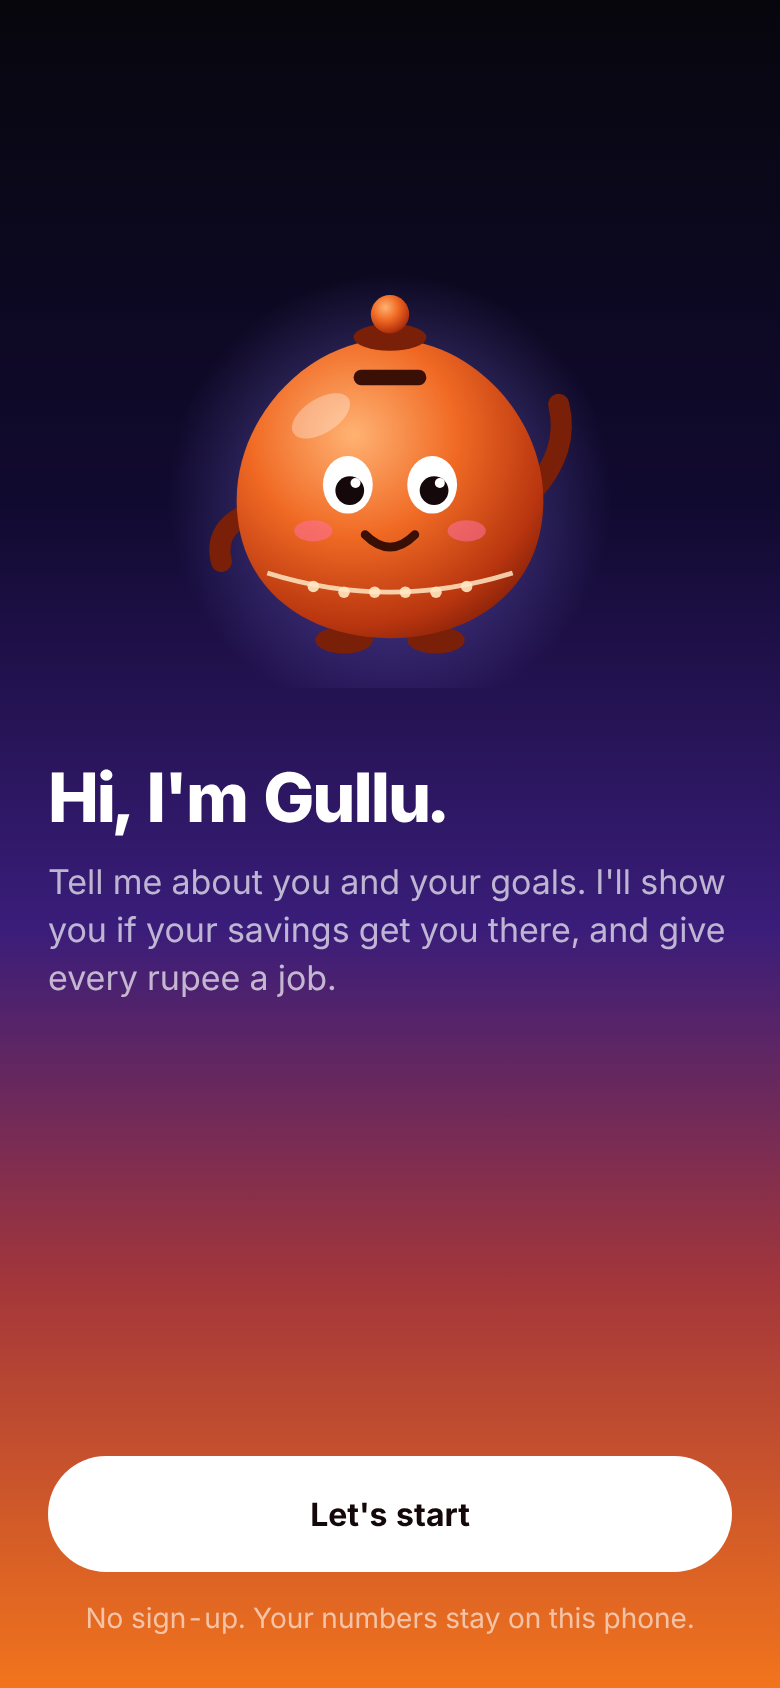 Hi, I'm Gullu.
Tell me about you and your goals. I'll show
you if your savings get you there, and give
every rupee a job.
Let's start
No sign-up. Your numbers stay on this phone.